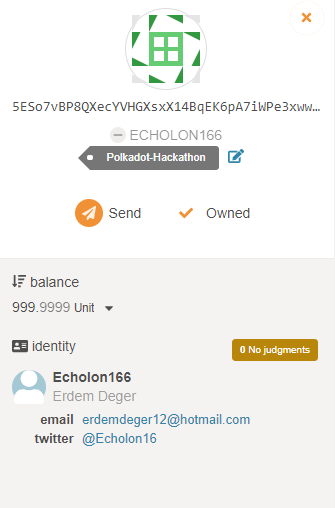 5ESo7vBP8QXecYVHGXsxX14BqEK6pA7iWPe3xww…
ECHOLON166
Polkadot-Hackathon
Send Owned
balance
999.9999 Unit
identity
0 No judgments
Echolon166
Erdem Deger
email erdemdeger12@hotmail.com
twitter @Echolon16